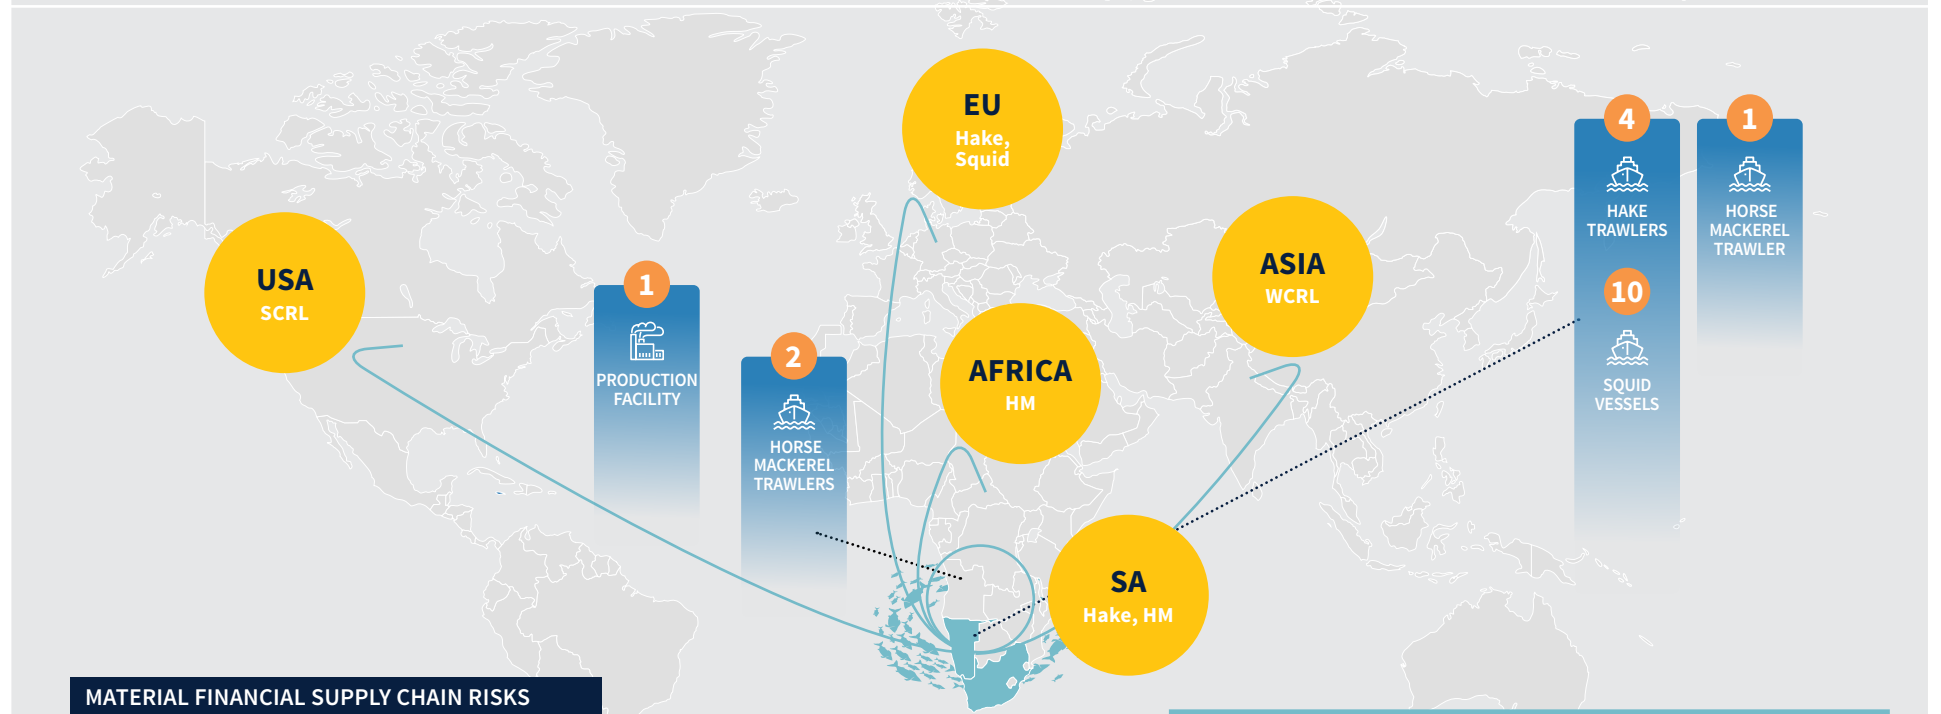 EU
Hake,
Squid
USA
SCRL
ASIA
WCRL
AFRICA
HM
SA
Hake, HM
1
PRODUCTION
FACILITY
2
HORSE
MACKEREL
TRAWLERS
4
HAKE
TRAWLERS
10
SQUID
VESSELS
1
HORSE
MACKEREL
TRAWLER
MATERIAL FINANCIAL SUPPLY CHAIN RISKS